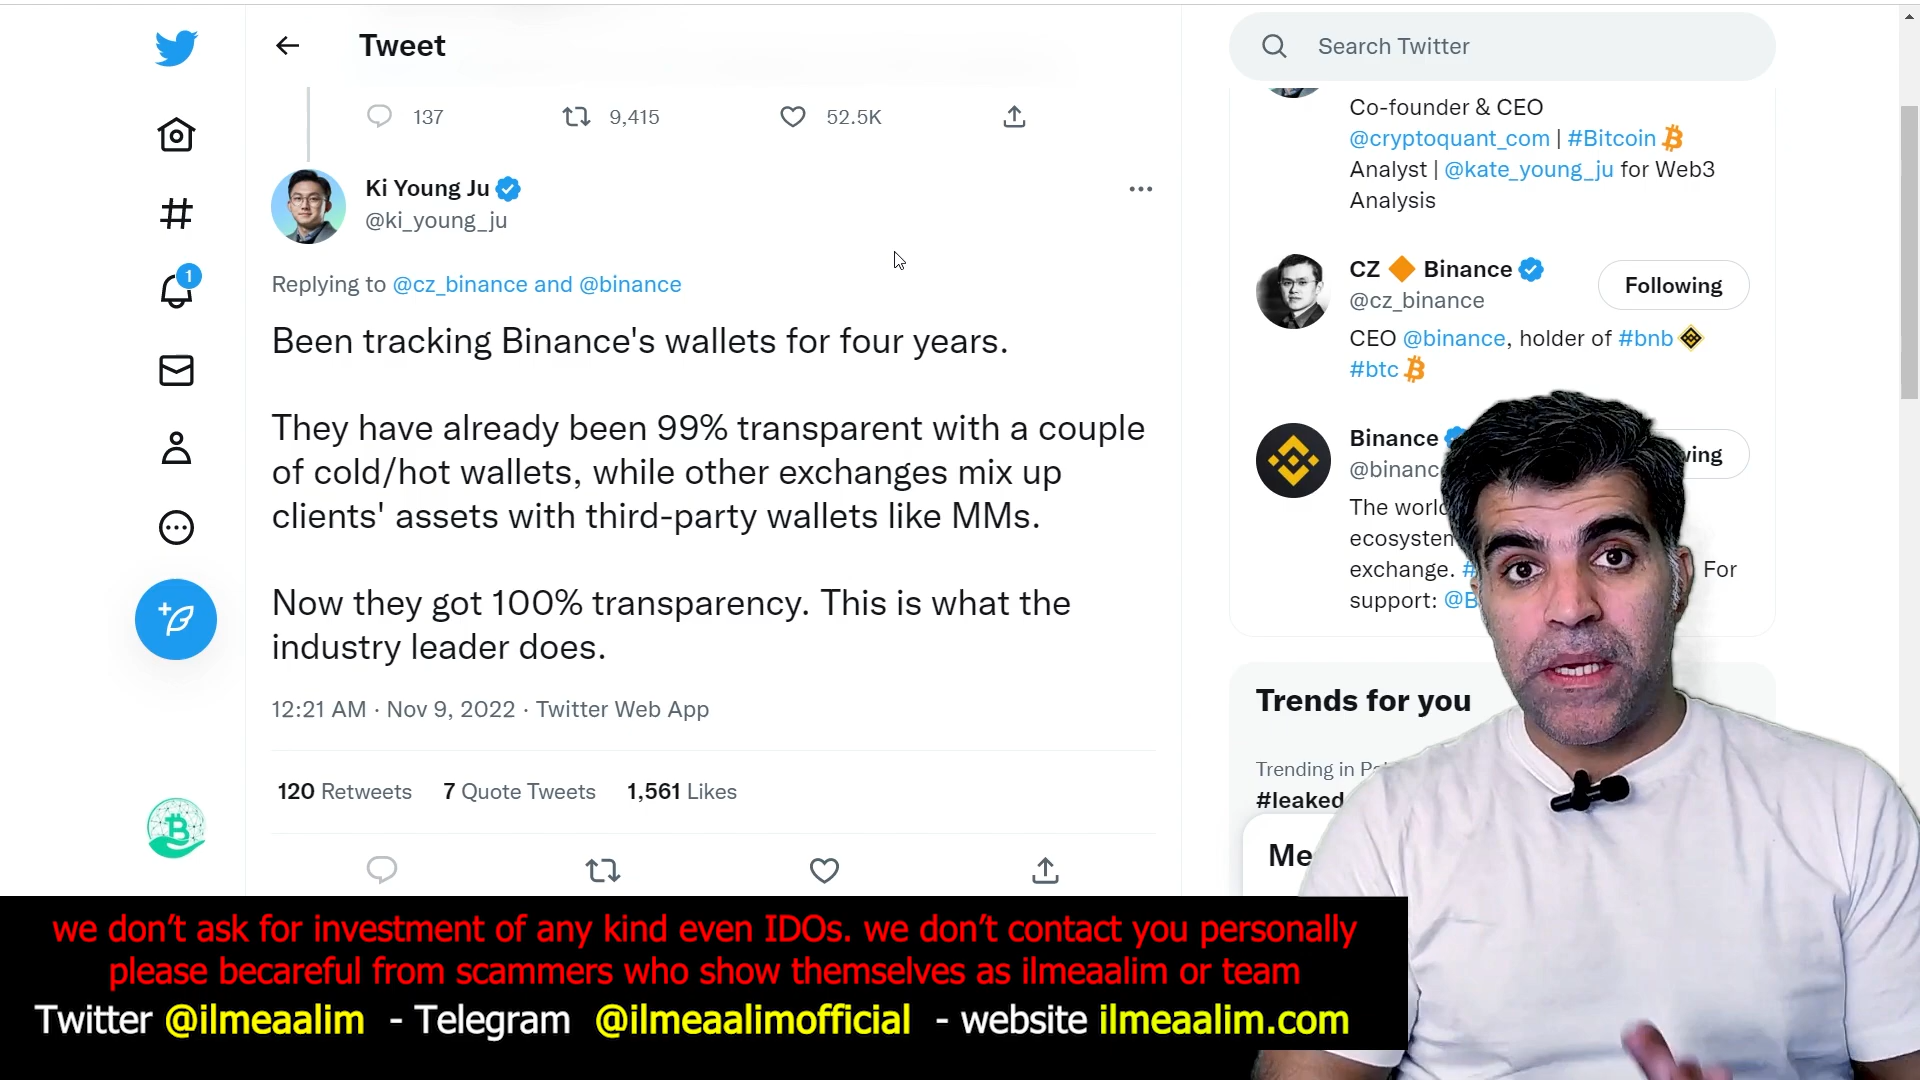 Tweet
137 9,415 52.5K
Ki Young Ju
@ki_young_ju
Replying to @cz_binance and @binance
Been tracking Binance's wallets for four years.
They have already been 99% transparent with a couple
of cold/hot wallets, while other exchanges mix up
clients' assets with third-party wallets like MMs.
Now they got 100% transparency. This is what the
industry leader does.
12:21 AM · Nov 9, 2022 · Twitter Web App
120 Retweets 7 Quote Tweets 1,561 Likes
1
Search Twitter
Co-founder & CEO
@cryptoquant_com | #Bitcoin
Analyst | @kate_young_ju for Web3
Analysis
CZ Binance
@cz_binance
Following
CEO @binance, holder of #bnb
#btc
Binance
For
exchange.
support:
Trends for you
Trending in
#leaked
we don't ask for investment of any kind even IDOs. we don't contact you personally
please becareful from scammers who show themselves as ilmeaalim or team
Twitter @ilmeaalim - Telegram @ilmeaalimofficial - website ilmeaalim.com